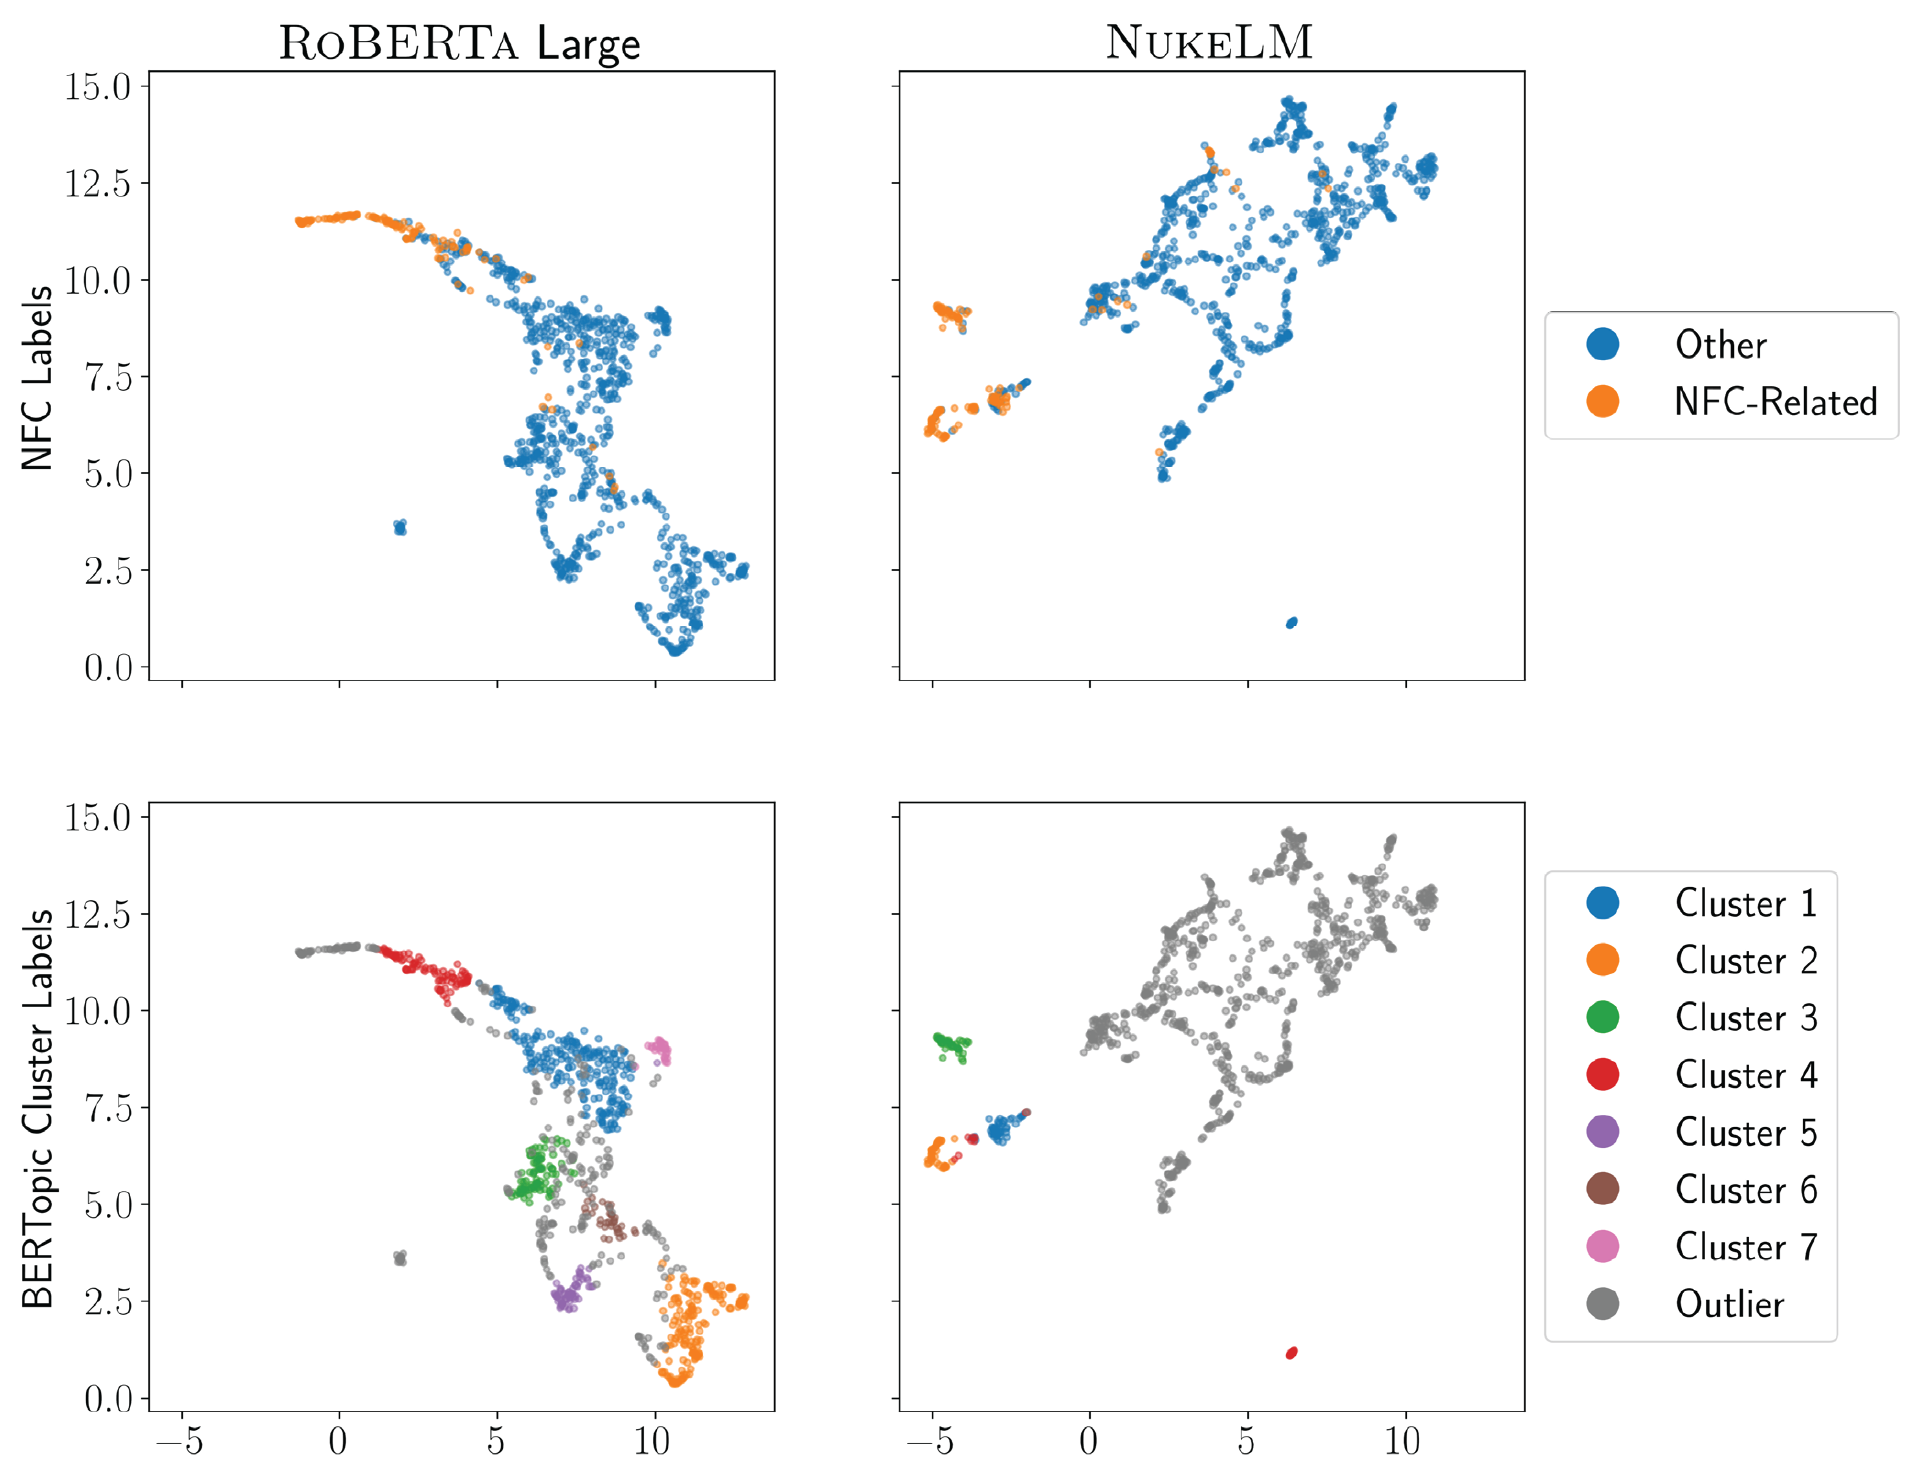 RoBERTa Large
NukeLM
NFC Labels
15.0
12.5
10.0
7.5
5.0
2.5
0.0
Other
NFC-Related
BERTopic Cluster Labels
15.0
12.5
10.0
7.5
5.0
2.5
0.0
−5 0 5 10
−5 0 5 10
Cluster 1
Cluster 2
Cluster 3
Cluster 4
Cluster 5
Cluster 6
Cluster 7
Outlier